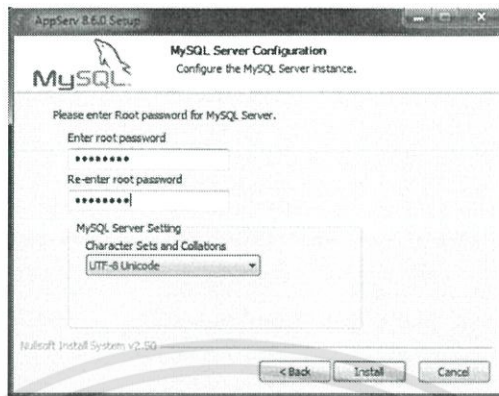 AppServ 8.6.0 Setup
MySQL Server Configuration
Configure the MySQL Server instance.
MySQL
Please enter Root password for MySQL Server.
Enter root password
••••••••
Re-enter root password
••••••••
MySQL Server Setting
Character Sets and Collations
UTF-8 Unicode
Nullsoft Install System v2.50
< Back
Install
Cancel